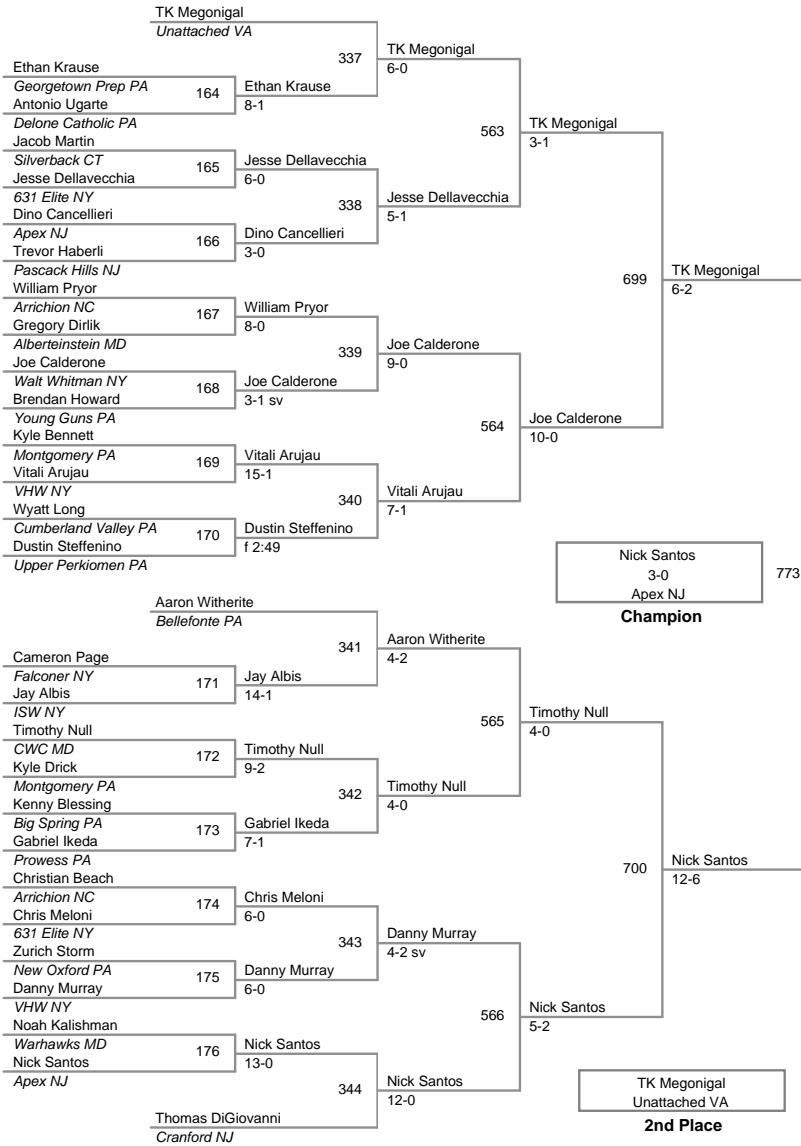 TK Megonigal
Unattached VA
337
TK Megonigal
6-0
Ethan Krause
Georgetown Prep PA
164
Ethan Krause
8-1
Antonio Ugarte
Delone Catholic PA
563
TK Megonigal
3-1
Jacob Martin
Silverback CT
165
Jesse Dellavecchia
6-0
Jesse Dellavecchia
631 Elite NY
338
Jesse Dellavecchia
5-1
Dino Cancellieri
Apex NJ
166
Dino Cancellieri
3-0
Trevor Haberli
Pascack Hills NJ
699
TK Megonigal
6-2
William Pryor
Arrichion NC
167
William Pryor
8-0
Gregory Dirlik
Alberteinstein MD
339
Joe Calderone
9-0
Joe Calderone
Walt Whitman NY
168
Joe Calderone
3-1 sv
Brendan Howard
Young Guns PA
564
Joe Calderone
10-0
Kyle Bennett
Montgomery PA
169
Vitali Arujau
15-1
Vitali Arujau
VHW NY
340
Vitali Arujau
7-1
Wyatt Long
Cumberland Valley PA
170
Dustin Steffenino
f 2:49
Dustin Steffenino
Upper Perkiomen PA
Nick Santos
3-0
Apex NJ
773
Champion
Aaron Witherite
Bellefonte PA
341
Aaron Witherite
4-2
Cameron Page
Falconer NY
171
Jay Albis
14-1
Jay Albis
ISW NY
565
Timothy Null
4-0
Timothy Null
CWC MD
172
Timothy Null
9-2
Kyle Drick
Montgomery PA
342
Timothy Null
4-0
Kenny Blessing
Big Spring PA
173
Gabriel Ikeda
7-1
Gabriel Ikeda
Prowess PA
700
Nick Santos
12-6
Christian Beach
Arrichion NC
174
Chris Meloni
6-0
Chris Meloni
631 Elite NY
343
Danny Murray
4-2 sv
Zurich Storm
New Oxford PA
175
Danny Murray
6-0
Danny Murray
VHW NY
566
Nick Santos
5-2
Noah Kalishman
Warhawks MD
176
Nick Santos
13-0
Nick Santos
Apex NJ
344
Nick Santos
12-0
Thomas DiGiovanni
Cranford NJ
TK Megonigal
Unattached VA
2nd Place